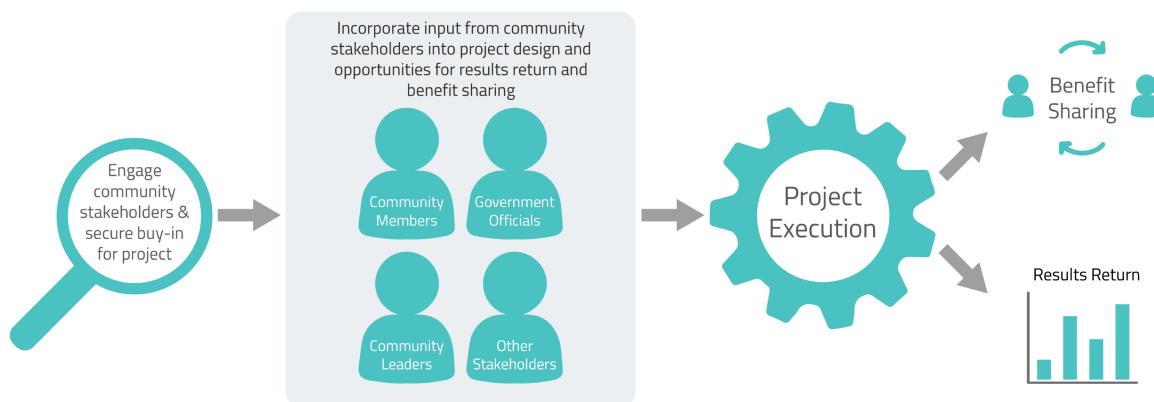 Engage
community
stakeholders &
secure buy-in
for project
Incorporate input from community
stakeholders into project design and
opportunities for results return and
benefit sharing
Community
Members
Government
Officials
Community
Leaders
Other
Stakeholders
Project
Execution
Benefit
Sharing
Results Return